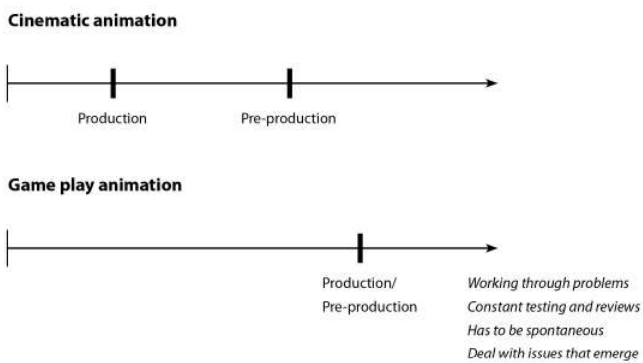 Cinematic animation
Production
Pre-production
Game play animation
Production/
Pre-production
Working through problems
Constant testing and reviews
Has to be spontaneous
Deal with issues that emerge